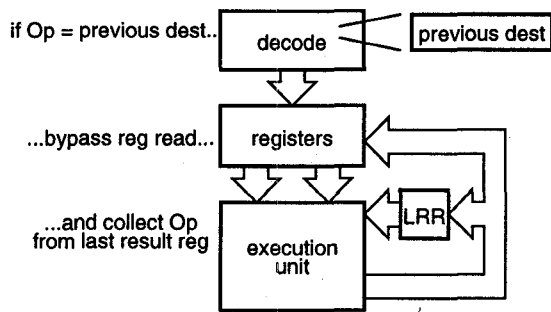 if Op = previous dest..
decode
previous dest
...bypass reg read...
registers
...and collect Op
from last result reg
LRR
execution
unit